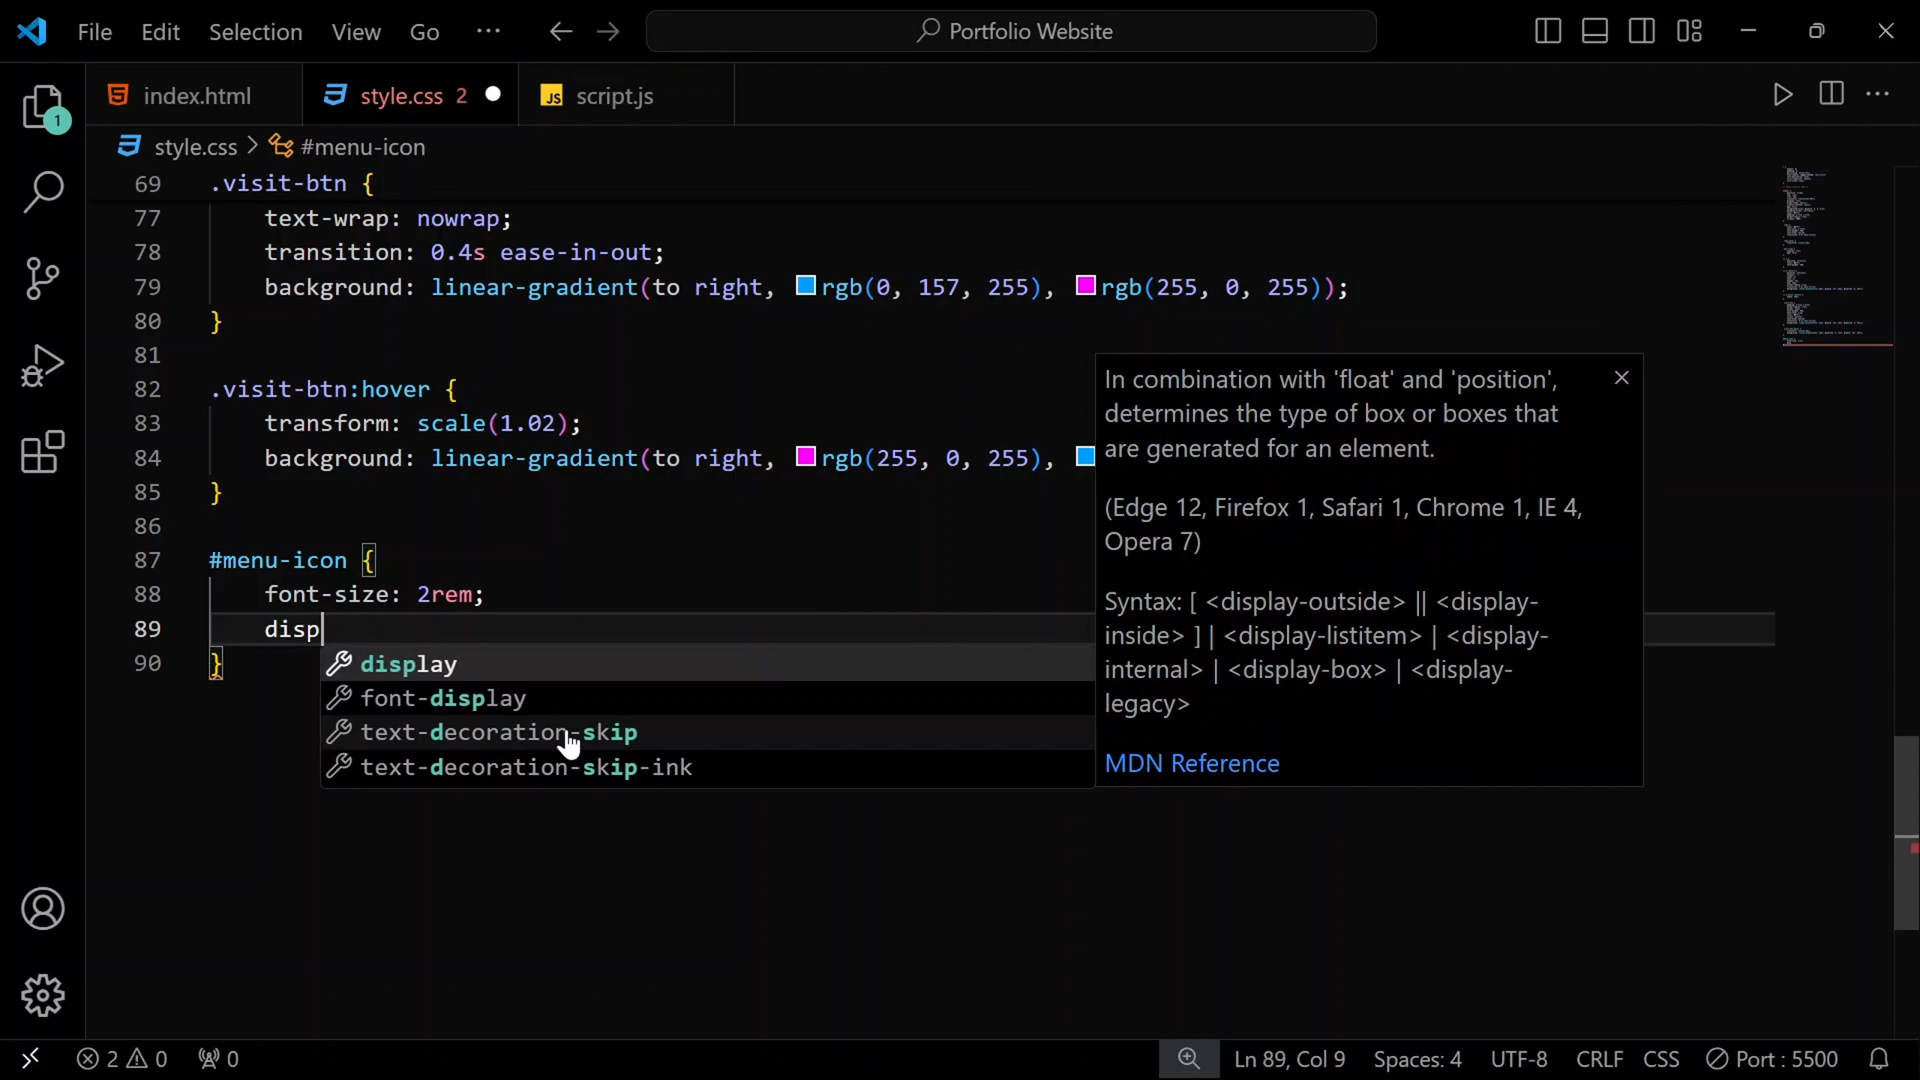 File Edit Selection View Go ··· Portfolio Website
1
index.html style.css 2 JS script.js
style.css > #menu-icon
69 .visit-btn {
77 text-wrap: nowrap;
78 transition: 0.4s ease-in-out;
79 background: linear-gradient(to right, rgb(0, 157, 255), rgb(255, 0, 255));
80 }
81
82 .visit-btn:hover {
83 transform: scale(1.02);
84 background: linear-gradient(to right, rgb(255, 0, 255),
85 }
86
87 #menu-icon {
88 font-size: 2rem;
89 disp
90 }
display
font-display
text-decoration-skip
text-decoration-skip-ink
In combination with 'float' and 'position',
determines the type of box or boxes that
are generated for an element.
(Edge 12, Firefox 1, Safari 1, Chrome 1, IE 4,
Opera 7)
Syntax: [ <display-outside> || <display-
inside> ] | <display-listitem> | <display-
internal> | <display-box> | <display-
legacy>
MDN Reference
2 0 0 Ln 89, Col 9 Spaces: 4 UTF-8 CRLF CSS Port : 5500